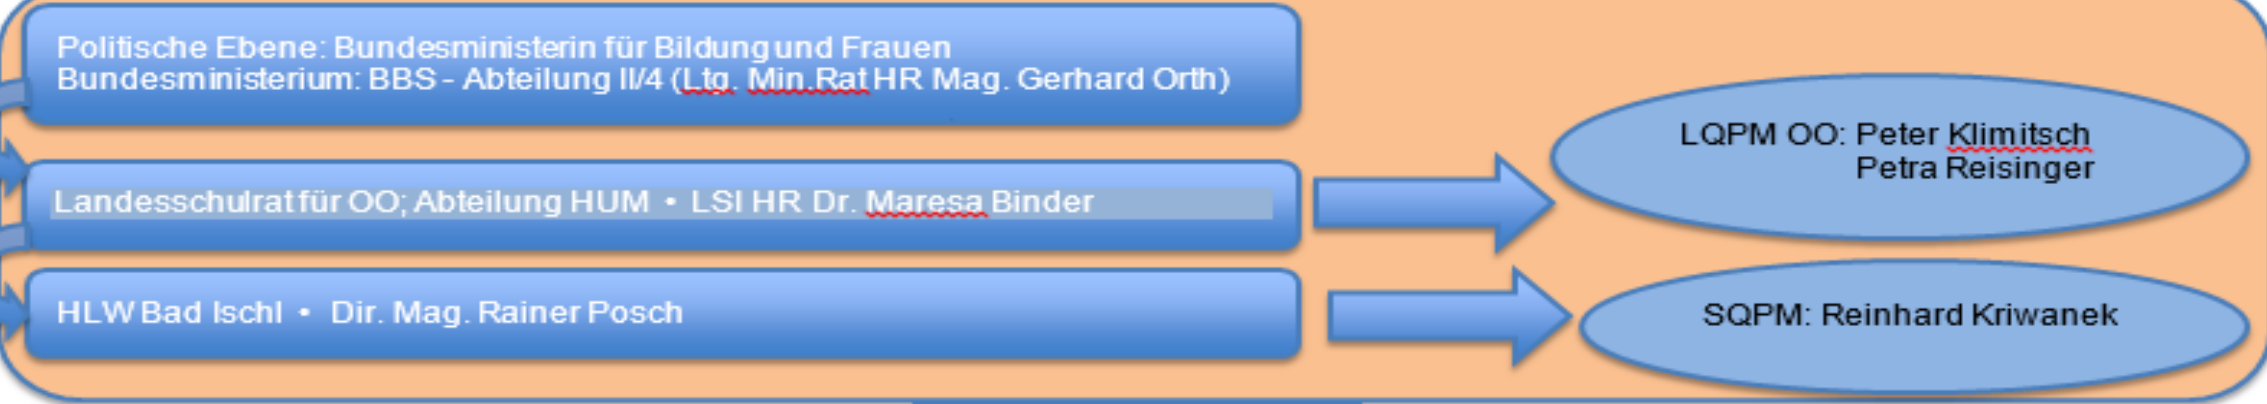 Politische Ebene: Bundesministerin für Bildung und Frauen
Bundesministerium: BBS - Abteilung II/4 (Ltg. Min.Rat HR Mag. Gerhard Orth)
LQPM OO: Peter Klimitsch
Petra Reisinger
Landesschulrat für OO; Abteilung HUM • LSI HR Dr. Maresa Binder
HLW Bad Ischl • Dir. Mag. Rainer Posch
SQPM: Reinhard Kriwanek